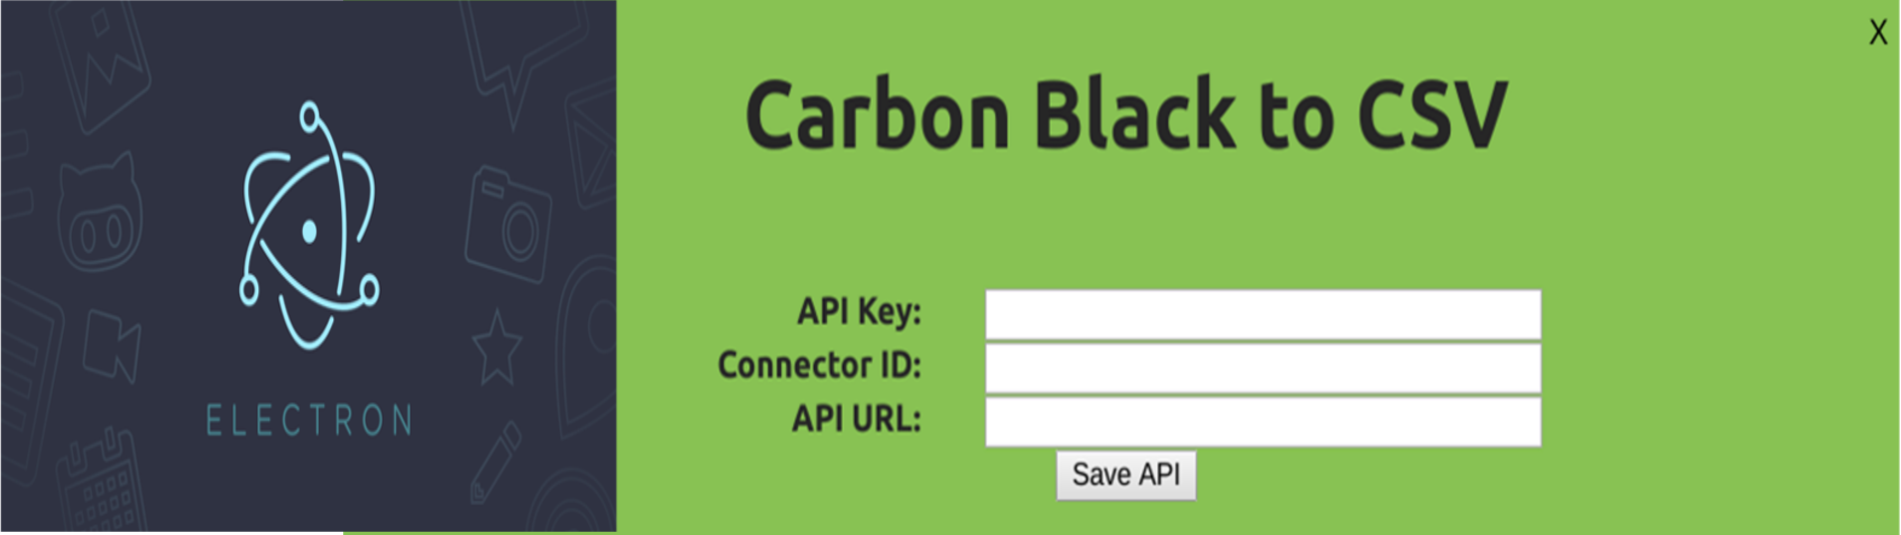 X
Carbon Black to CSV
ELECTRON
API Key:
Connector ID:
API URL:
Save API